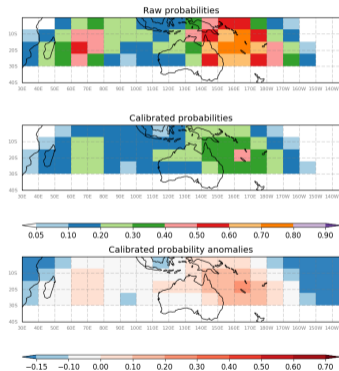 Raw probabilities
10S
20S
30S
40S
30E 40E 50E 60E 70E 80E 90E 100E 110E 120E 130E 140E 150E 160E 170E 180W 170W 160W 150W 140W
Calibrated probabilities
10S
20S
30S
40S
30E 40E 50E 60E 70E 80E 90E 100E 110E 120E 130E 140E 150E 160E 170E 180W 170W 160W 150W 140W
0.05 0.10 0.20 0.30 0.40 0.50 0.60 0.70 0.80 0.90
Calibrated probability anomalies
10S
20S
30S
40S
30E 40E 50E 60E 70E 80E 90E 100E 110E 120E 130E 140E 150E 160E 170E 180W 170W 160W 150W 140W
−0.15 −0.10 0.00 0.10 0.20 0.30 0.40 0.50 0.60 0.70